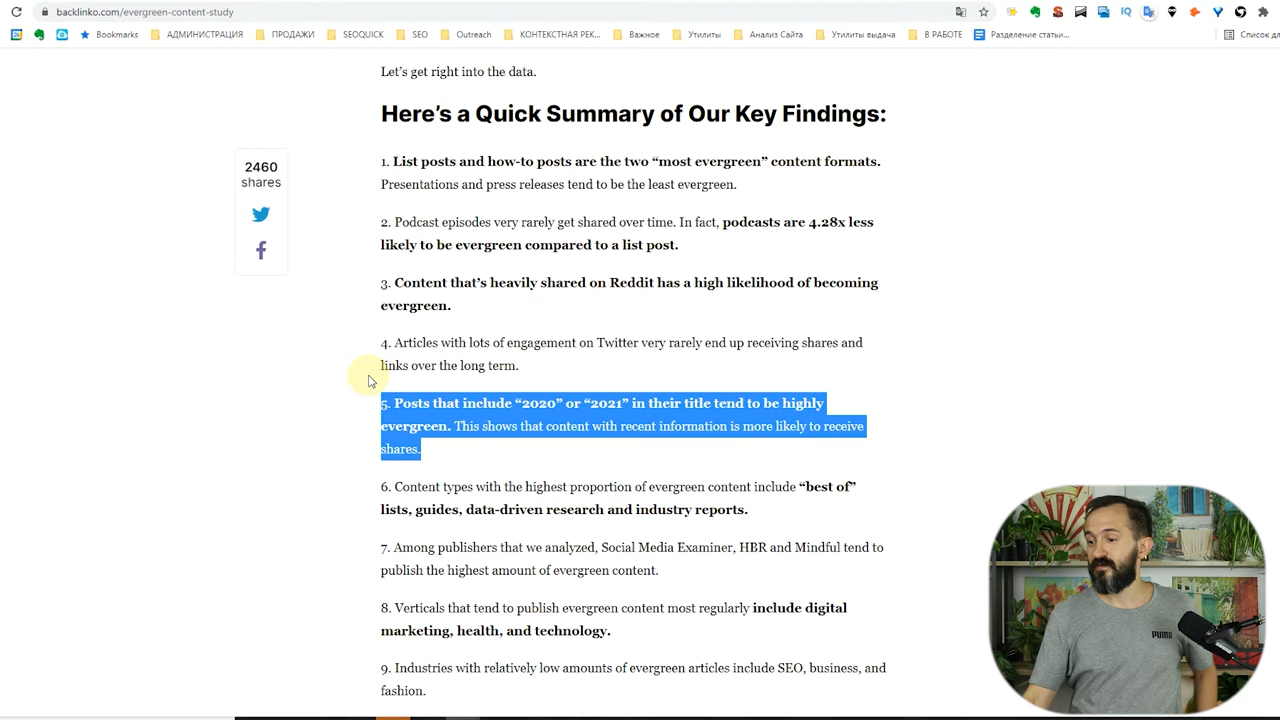 backlinko.com/evergreen-content-study
Bookmarks АДМИНИСТРАЦИЯ ПРОДАЖИ SEOQUICK SEO Outreach КОНТЕКСТНАЯ РЕК... Важное Утилиты Анализ Сайта Утилиты выдача В РАБОТЕ Разделение статьи... Список дл
Let’s get right into the data.
Here’s a Quick Summary of Our Key Findings:
2460
shares
1. List posts and how-to posts are the two “most evergreen” content formats.
Presentations and press releases tend to be the least evergreen.
2. Podcast episodes very rarely get shared over time. In fact, podcasts are 4.28x less
likely to be evergreen compared to a list post.
3. Content that’s heavily shared on Reddit has a high likelihood of becoming
evergreen.
4. Articles with lots of engagement on Twitter very rarely end up receiving shares and
links over the long term.
5. Posts that include “2020” or “2021” in their title tend to be highly
evergreen. This shows that content with recent information is more likely to receive
shares.
6. Content types with the highest proportion of evergreen content include “best of”
lists, guides, data-driven research and industry reports.
7. Among publishers that we analyzed, Social Media Examiner, HBR and Mindful tend to
publish the highest amount of evergreen content.
8. Verticals that tend to publish evergreen content most regularly include digital
marketing, health, and technology.
9. Industries with relatively low amounts of evergreen articles include SEO, business, and
fashion.
PUMA